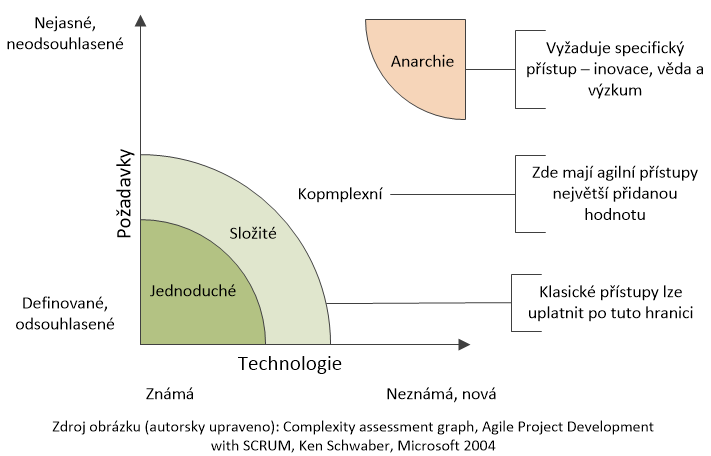 Nejasné,
neodsouhlasené
Anarchie
Vyžaduje specifický
přístup – inovace, věda a
výzkum
Požadavky
Kopmplexní
Zde mají agilní přístupy
největší přidanou
hodnotu
Složité
Jednoduché
Definované,
odsouhlasené
Klasické přístupy lze
uplatnit po tuto hranici
Technologie
Známá
Neznámá, nová
Zdroj obrázku (autorsky upraveno): Complexity assessment graph, Agile Project Development
with SCRUM, Ken Schwaber, Microsoft 2004